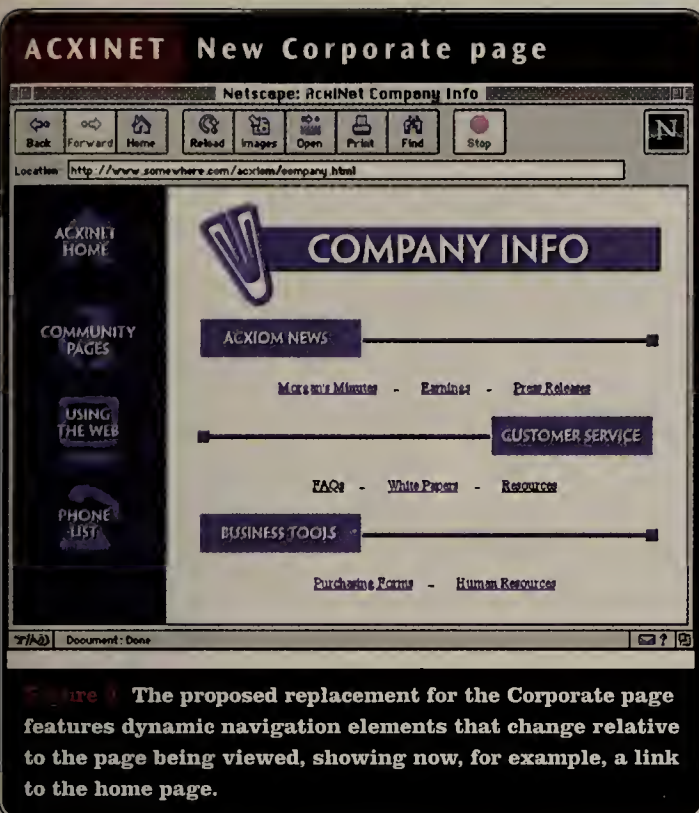 ACXINET New Corporate page
Netscape: AcxiNet Company Info
Back Forward Home Reload Images Open Print Find Stop
N
Location: http://www.somewhere.com/acxiom/company.html
ACXINET
HOME
COMMUNITY
PAGES
USING
THE WEB
PHONE
LIST
COMPANY INFO
ACXIOM NEWS
Morgan's Minutes - Earnings - Press Releases
CUSTOMER SERVICE
FAQs - White Papers - Resources
BUSINESS TOOLS
Purchasing Forms - Human Resources
Document: Done
?
Figure The proposed replacement for the Corporate page
features dynamic navigation elements that change relative
to the page being viewed, showing now, for example, a link
to the home page.